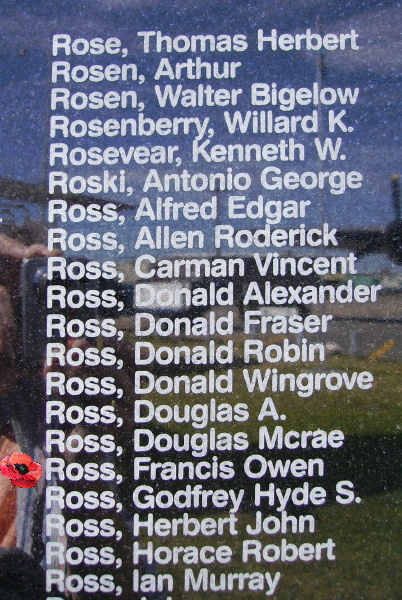 Rose, Thomas Herbert
Rosen, Arthur
Rosen, Walter Bigelow
Rosenberry, Willard K.
Rosevear, Kenneth W.
Roski, Antonio George
Ross, Alfred Edgar
Ross, Allen Roderick
Ross, Carman Vincent
Ross, Donald Alexander
Ross, Donald Fraser
Ross, Donald Robin
Ross, Donald Wingrove
Ross, Douglas A.
Ross, Douglas Mcrae
Ross, Francis Owen
Ross, Godfrey Hyde S.
Ross, Herbert John
Ross, Horace Robert
Ross, Ian Murray